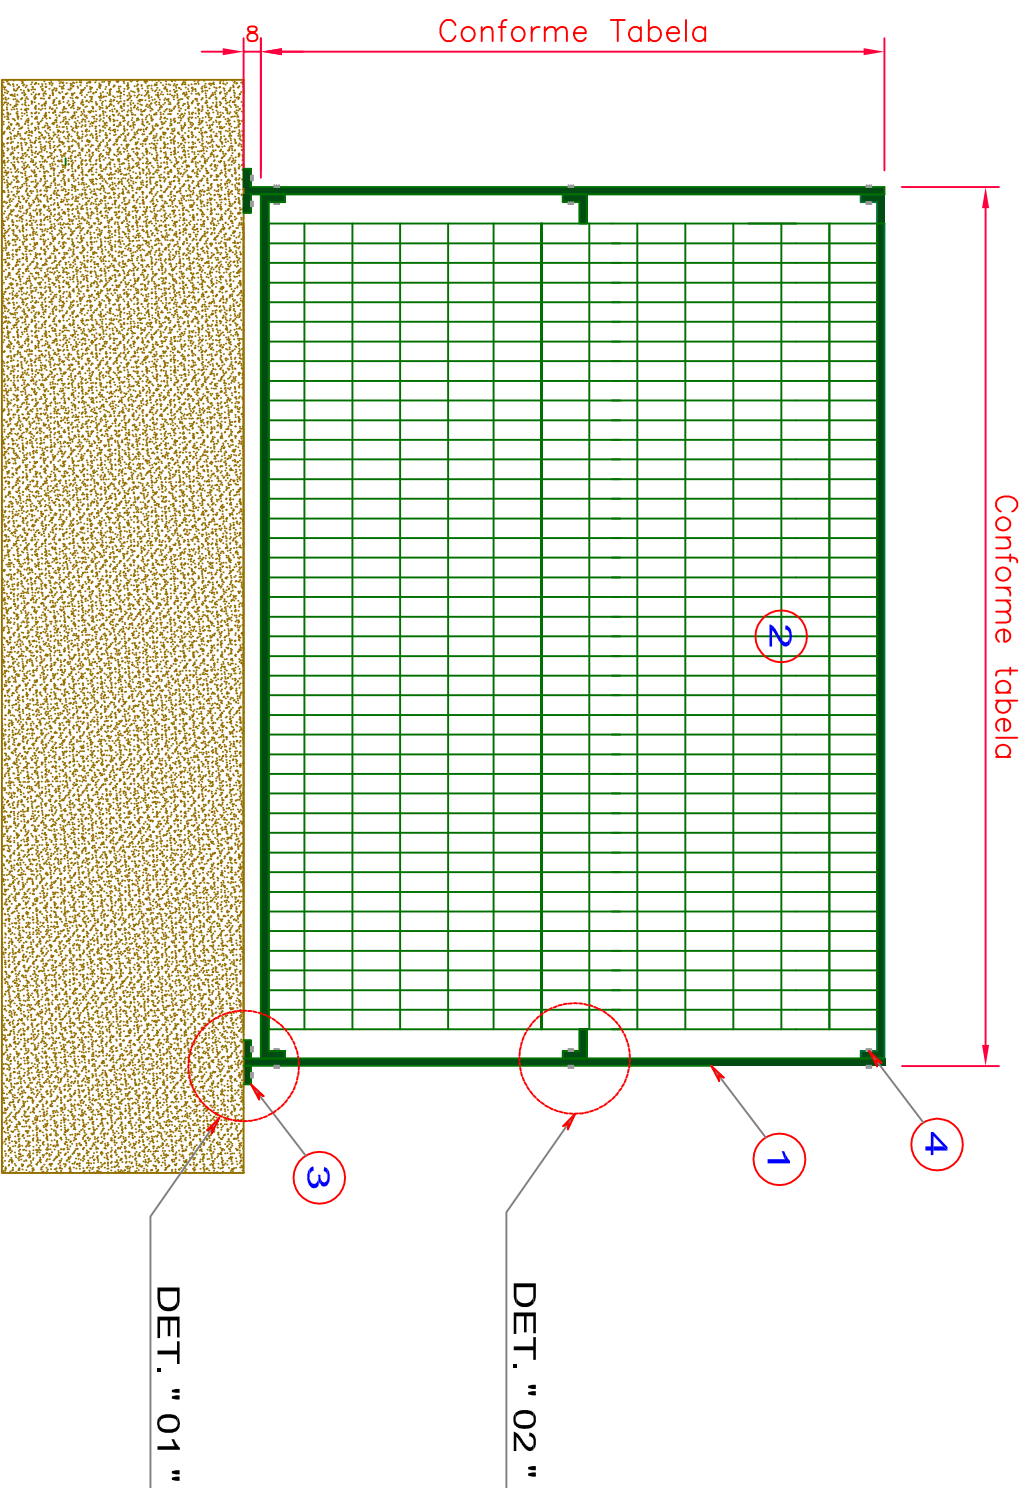 Conforme Tabela
8
Conforme tabela
2
4
1
3
DET. " 02 "
DET. " 01 "